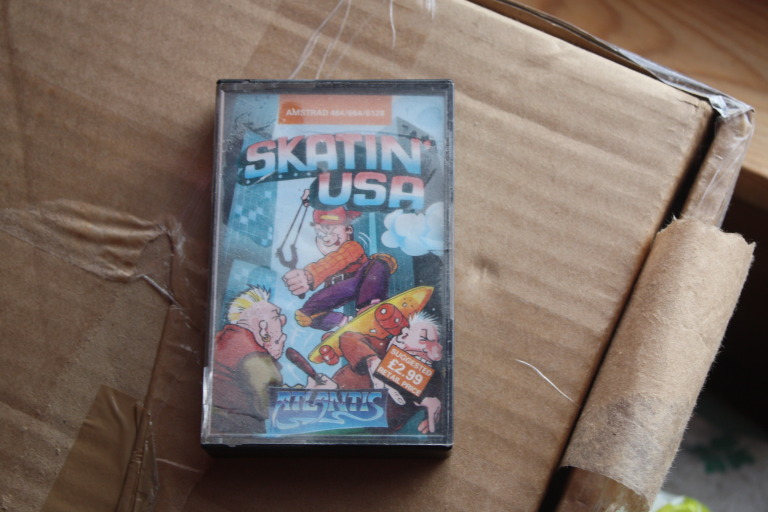 AMSTRAD 464/664/6128
SKATIN'
USA
SUGGESTED
£2.99
RETAIL PRICE
ATLANTIS